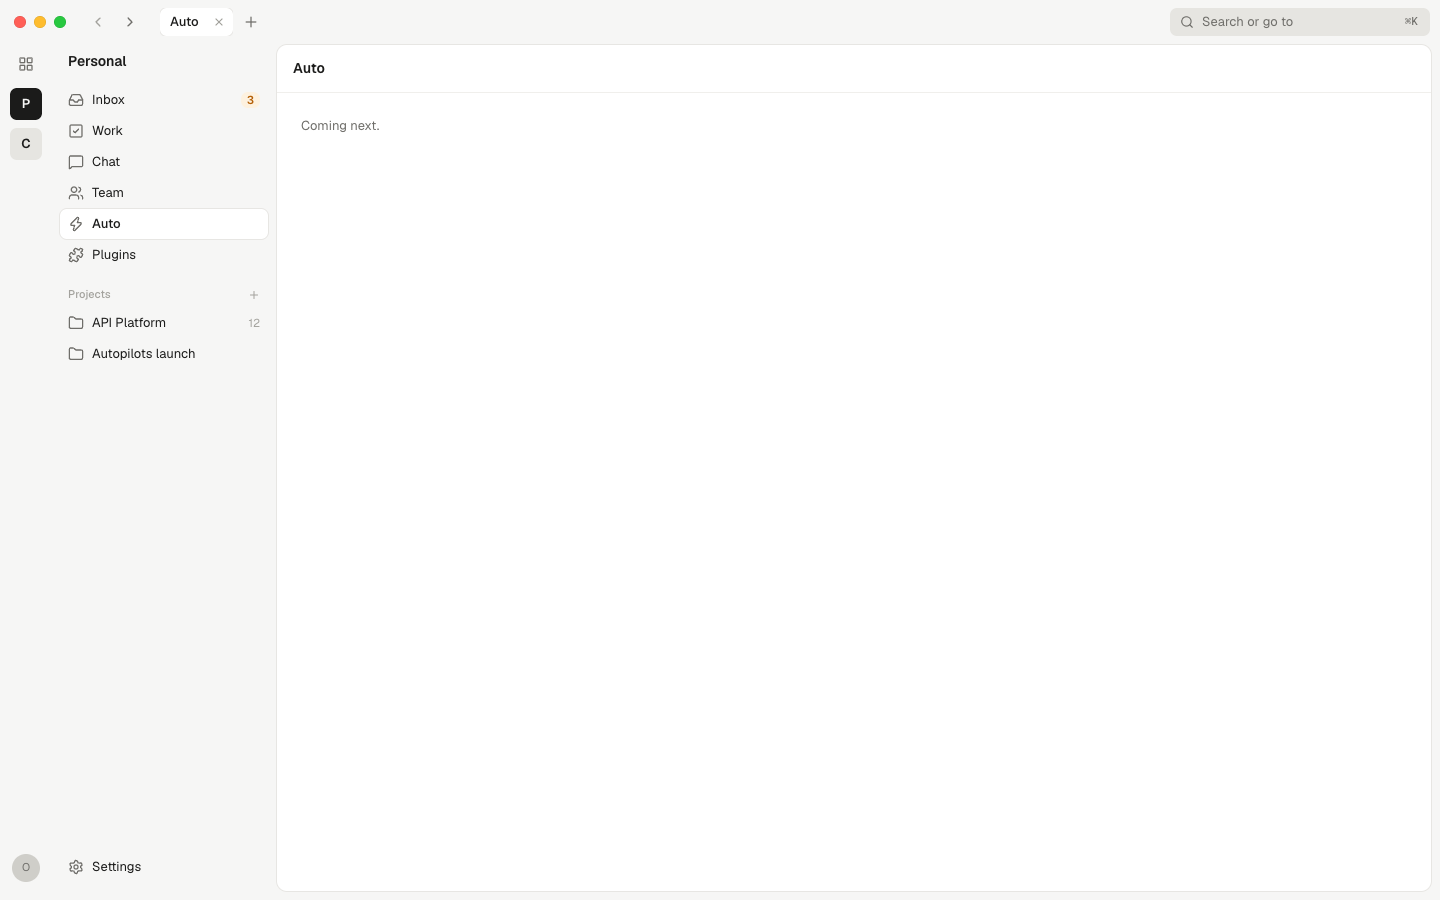 Auto
Search or go to
⌘K
Personal
P
C
Inbox
3
Work
Chat
Team
Auto
Plugins
Projects
API Platform
12
Autopilots launch
O
Settings
Auto
Coming next.